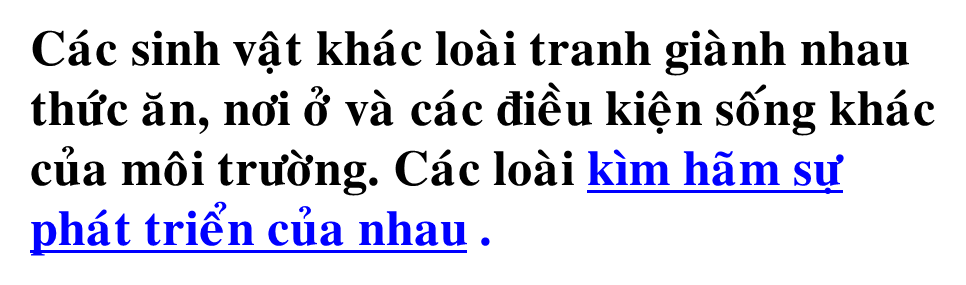 Các sinh vật khác loài tranh giành nhau
thức ăn, nơi ở và các điều kiện sống khác
của môi trường. Các loài kìm hãm sự
phát triển của nhau .